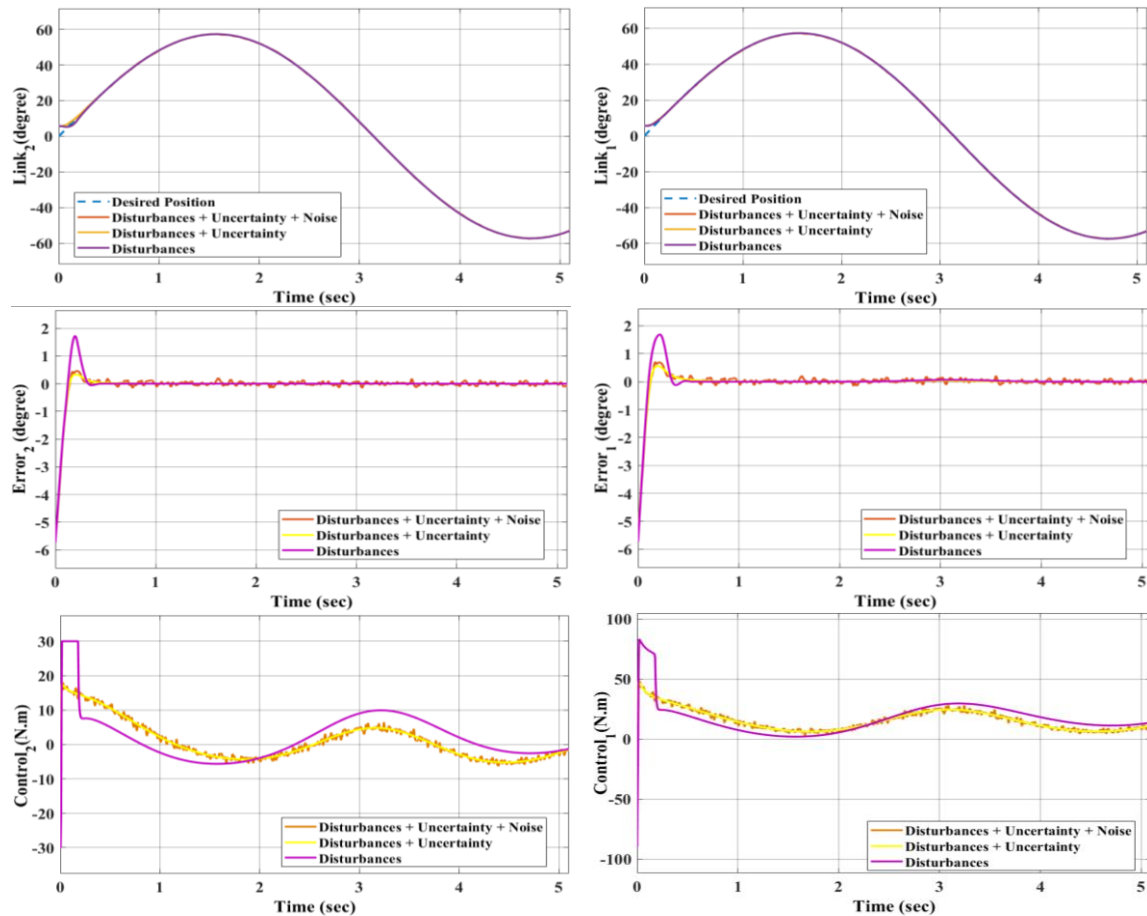 Link2(degree)
60
40
20
0
-20
-40
-60
Desired Position
Disturbances + Uncertainty + Noise
Disturbances + Uncertainty
Disturbances
0 1 2 3 4 5
Time (sec)
Link1(degree)
60
40
20
0
-20
-40
-60
Desired Position
Disturbances + Uncertainty + Noise
Disturbances + Uncertainty
Disturbances
0 1 2 3 4 5
Time (sec)
Error2 (degree)
2
1
0
-1
-2
-3
-4
-5
-6
Disturbances + Uncertainty + Noise
Disturbances + Uncertainty
Disturbances
0 1 2 3 4 5
Time (sec)
Error1 (degree)
2
1
0
-1
-2
-3
-4
-5
-6
Disturbances + Uncertainty + Noise
Disturbances + Uncertainty
Disturbances
0 1 2 3 4 5
Time (sec)
Control2(N.m)
30
20
10
0
-10
-20
-30
Disturbances + Uncertainty + Noise
Disturbances + Uncertainty
Disturbances
0 1 2 3 4 5
Time (sec)
Control1(N.m)
100
50
0
-50
-100
Disturbances + Uncertainty + Noise
Disturbances + Uncertainty
Disturbances
0 1 2 3 4 5
Time (sec)